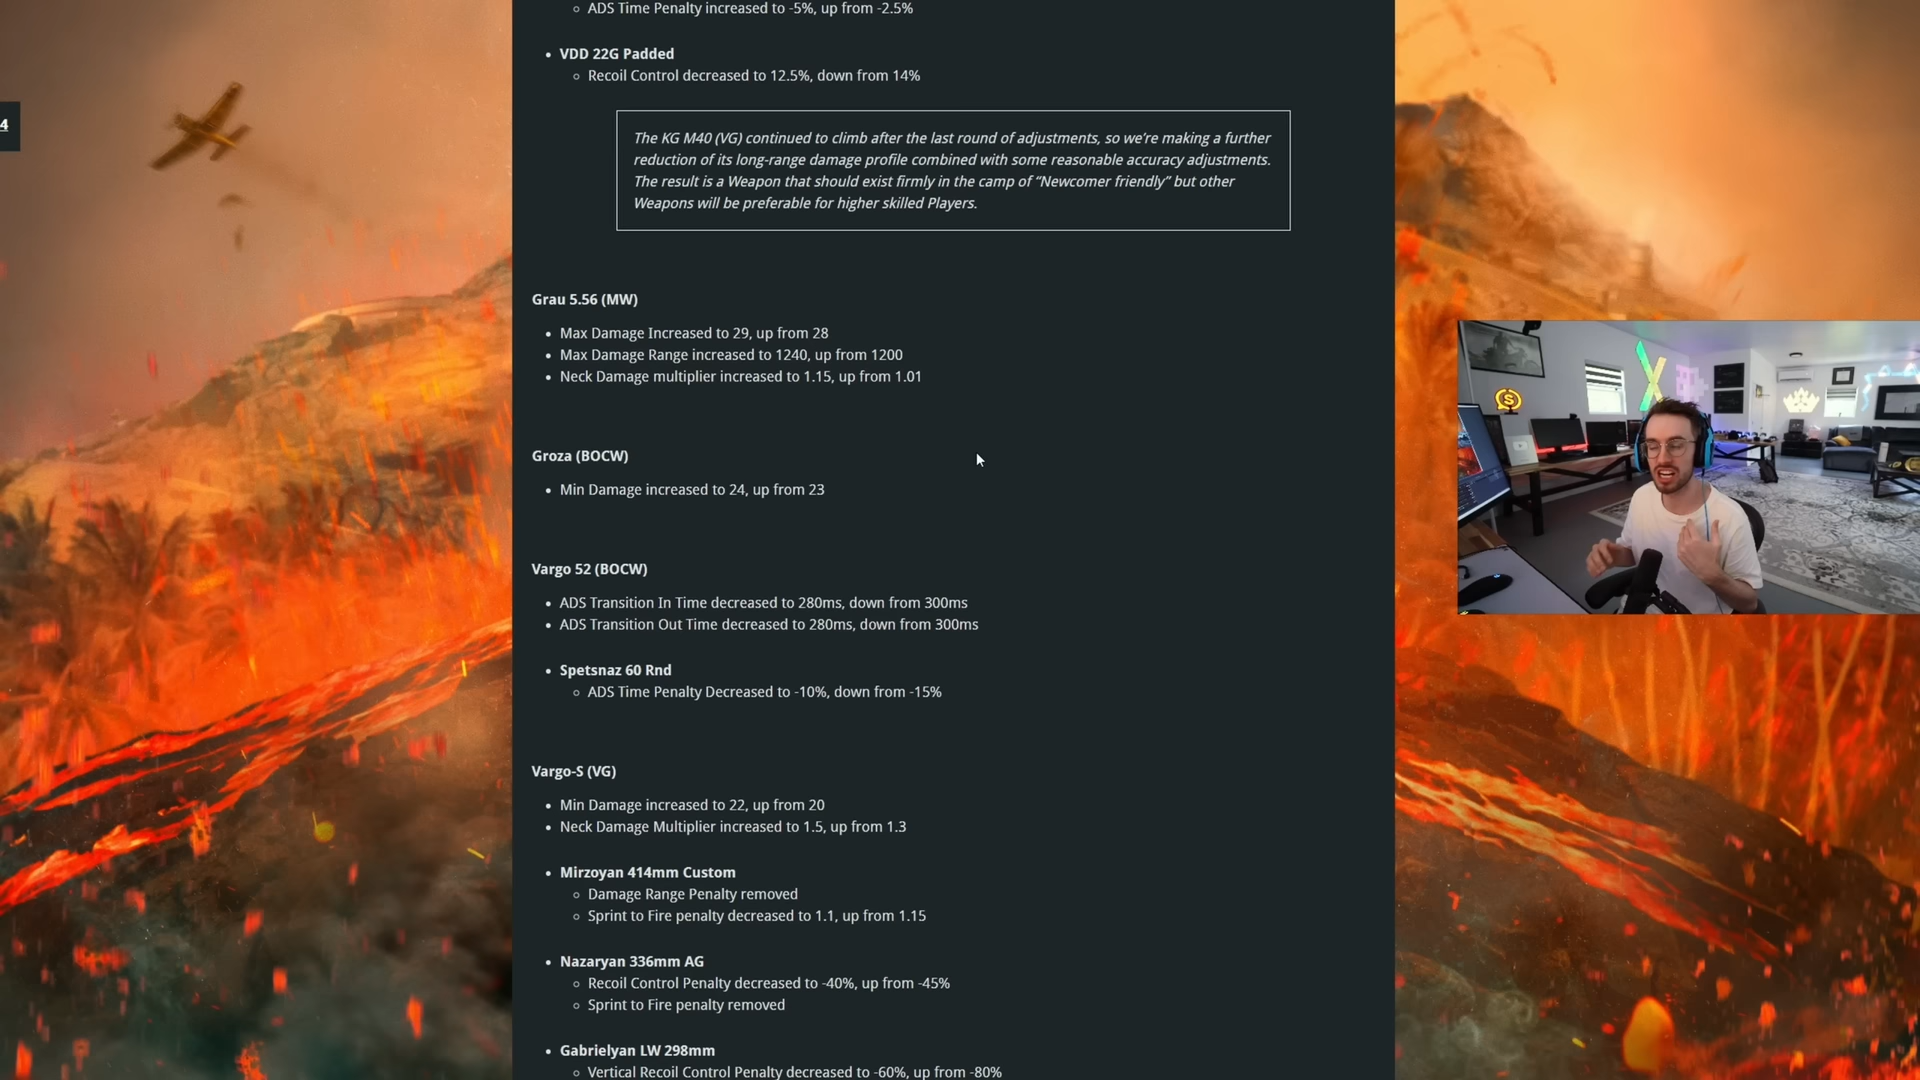 ADS Time Penalty increased to -5%, up from -2.5%
VDD 22G Padded
Recoil Control decreased to 12.5%, down from 14%
4
The KG M40 (VG) continued to climb after the last round of adjustments, so we’re making a further
reduction of its long-range damage profile combined with some reasonable accuracy adjustments.
The result is a Weapon that should exist firmly in the camp of “Newcomer friendly” but other
Weapons will be preferable for higher skilled Players.
Grau 5.56 (MW)
Max Damage Increased to 29, up from 28
Max Damage Range increased to 1240, up from 1200
Neck Damage multiplier increased to 1.15, up from 1.01
Groza (BOCW)
Min Damage increased to 24, up from 23
Vargo 52 (BOCW)
ADS Transition In Time decreased to 280ms, down from 300ms
ADS Transition Out Time decreased to 280ms, down from 300ms
Spetsnaz 60 Rnd
ADS Time Penalty Decreased to -10%, down from -15%
Vargo-S (VG)
Min Damage increased to 22, up from 20
Neck Damage Multiplier increased to 1.5, up from 1.3
Mirzoyan 414mm Custom
Damage Range Penalty removed
Sprint to Fire penalty decreased to 1.1, up from 1.15
Nazaryan 336mm AG
Recoil Control Penalty decreased to -40%, up from -45%
Sprint to Fire penalty removed
Gabrielyan LW 298mm
Vertical Recoil Control Penalty decreased to -60%, up from -80%
S